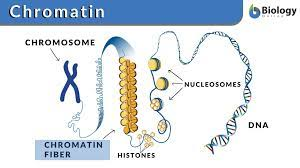 Chromatin
Biology
CHROMOSOME
NUCLEOSOMES
DNA
CHROMATIN
FIBER
HISTONES